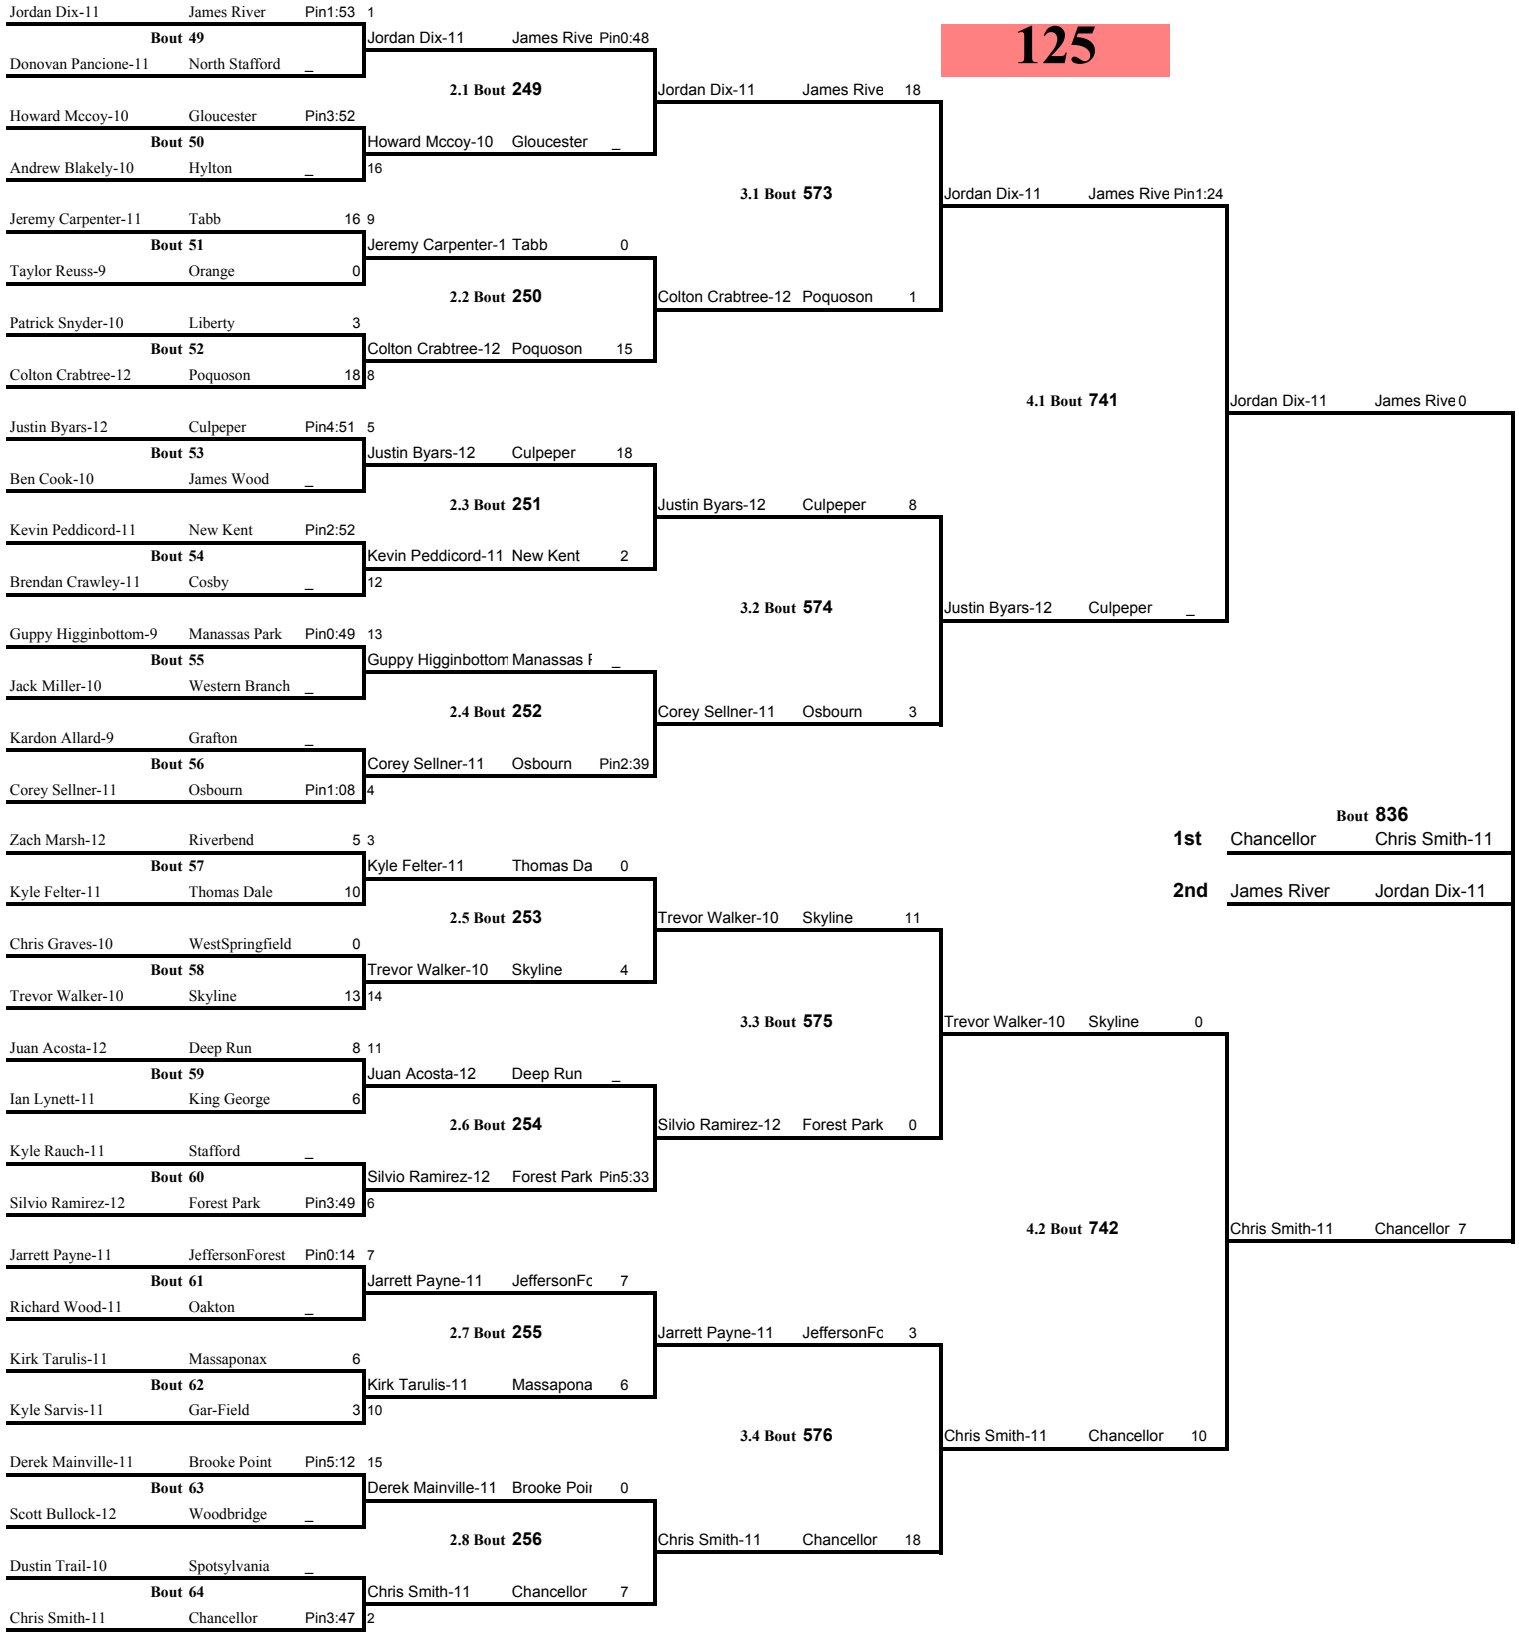 Jordan Dix-11 James River Pin1:53 1
Bout 49 Jordan Dix-11 James Rive Pin0:48 125
Donovan Pancione-11 North Stafford _
2.1 Bout 249 Jordan Dix-11 James Rive 18
Howard Mccoy-10 Gloucester Pin3:52
Bout 50 Howard Mccoy-10 Gloucester _
Andrew Blakely-10 Hylton _ 16
3.1 Bout 573 Jordan Dix-11 James Rive Pin1:24
Jeremy Carpenter-11 Tabb 16 9
Bout 51 Jeremy Carpenter-1 Tabb 0
Taylor Reuss-9 Orange 0
2.2 Bout 250 Colton Crabtree-12 Poquoson 1
Patrick Snyder-10 Liberty 3
Bout 52 Colton Crabtree-12 Poquoson 15
Colton Crabtree-12 Poquoson 18 8
4.1 Bout 741 Jordan Dix-11 James Rive 0
Justin Byars-12 Culpeper Pin4:51 5
Bout 53 Justin Byars-12 Culpeper 18
Ben Cook-10 James Wood _
2.3 Bout 251 Justin Byars-12 Culpeper 8
Kevin Peddicord-11 New Kent Pin2:52
Bout 54 Kevin Peddicord-11 New Kent 2
Brendan Crawley-11 Cosby _ 12
3.2 Bout 574 Justin Byars-12 Culpeper _
Guppy Higginbottom-9 Manassas Park Pin0:49 13
Bout 55 Guppy Higginbottom Manassas P _
Jack Miller-10 Western Branch _
2.4 Bout 252 Corey Sellner-11 Osbourn 3
Kardon Allard-9 Grafton _
Bout 56 Corey Sellner-11 Osbourn Pin2:39
Corey Sellner-11 Osbourn Pin1:08 4
Bout 836
Zach Marsh-12 Riverbend 5 3 1st Chancellor Chris Smith-11
Bout 57 Kyle Felter-11 Thomas Da 0
Kyle Felter-11 Thomas Dale 10 2nd James River Jordan Dix-11
2.5 Bout 253 Trevor Walker-10 Skyline 11
Chris Graves-10 WestSpringfield 0
Bout 58 Trevor Walker-10 Skyline 4
Trevor Walker-10 Skyline 13 14
3.3 Bout 575 Trevor Walker-10 Skyline 0
Juan Acosta-12 Deep Run 8 11
Bout 59 Juan Acosta-12 Deep Run _
Ian Lynett-11 King George 6
2.6 Bout 254 Silvio Ramirez-12 Forest Park 0
Kyle Rauch-11 Stafford _
Bout 60 Silvio Ramirez-12 Forest Park Pin5:33
Silvio Ramirez-12 Forest Park Pin3:49 6
4.2 Bout 742 Chris Smith-11 Chancellor 7
Jarrett Payne-11 JeffersonForest Pin0:14 7
Bout 61 Jarrett Payne-11 JeffersonFo 7
Richard Wood-11 Oakton _
2.7 Bout 255 Jarrett Payne-11 JeffersonFo 3
Kirk Tarulis-11 Massaponax 6
Bout 62 Kirk Tarulis-11 Massapona 6
Kyle Sarvis-11 Gar-Field 3 10
3.4 Bout 576 Chris Smith-11 Chancellor 10
Derek Mainville-11 Brooke Point Pin5:12 15
Bout 63 Derek Mainville-11 Brooke Poin 0
Scott Bullock-12 Woodbridge _
2.8 Bout 256 Chris Smith-11 Chancellor 18
Dustin Trail-10 Spotsylvania _
Bout 64 Chris Smith-11 Chancellor 7
Chris Smith-11 Chancellor Pin3:47 2